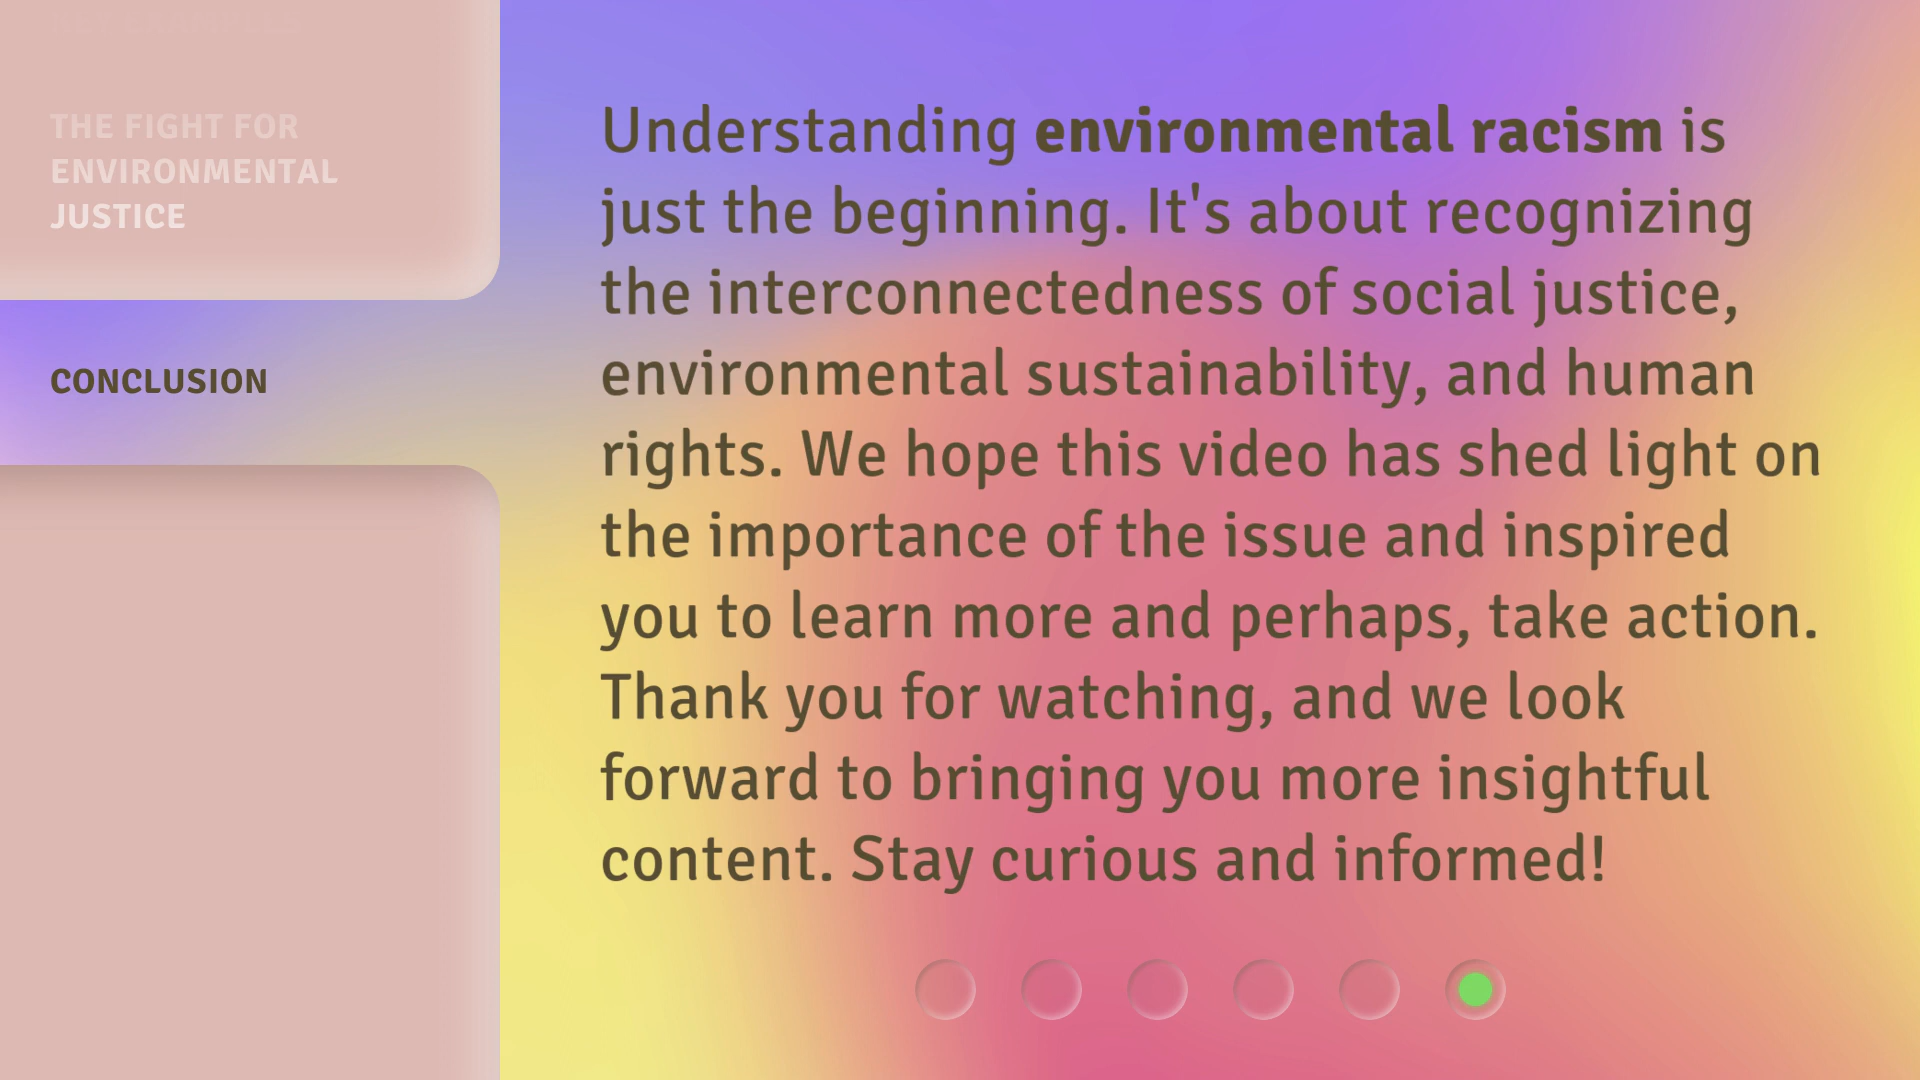 THE FIGHT FOR
ENVIRONMENTAL
JUSTICE
CONCLUSION
Understanding environmental racism is
just the beginning. It's about recognizing
the interconnectedness of social justice,
environmental sustainability, and human
rights. We hope this video has shed light on
the importance of the issue and inspired
you to learn more and perhaps, take action.
Thank you for watching, and we look
forward to bringing you more insightful
content. Stay curious and informed!